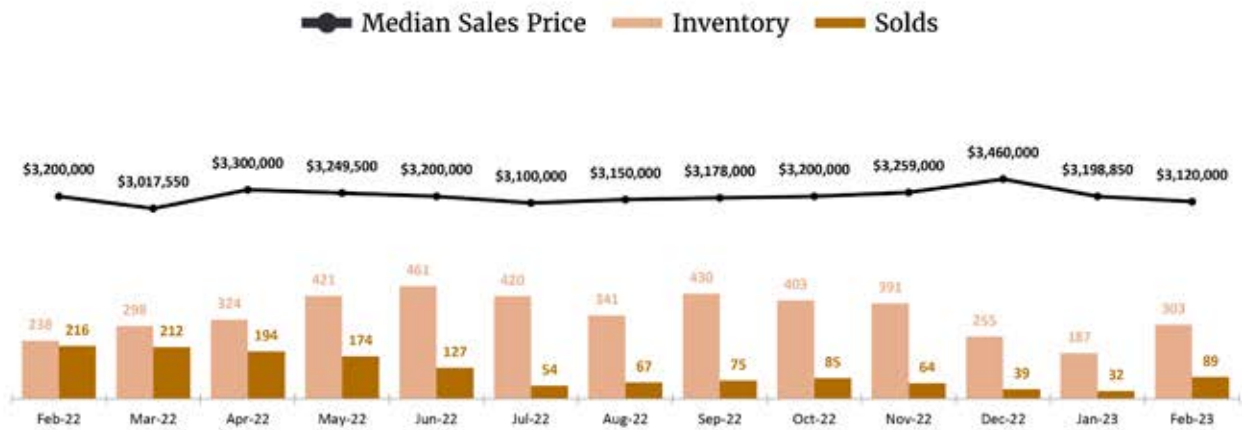 Median Sales Price Inventory Solds
$3,200,000 $3,017,550 $3,300,000 $3,249,500 $3,200,000 $3,100,000 $3,150,000 $3,178,000 $3,200,000 $3,259,000 $3,460,000 $3,198,850 $3,120,000
238 216 298 212 324 194 421 174 461 127 420 54 341 67 430 75 403 85 391 64 255 39 187 32 303 89
Feb-22 Mar-22 Apr-22 May-22 Jun-22 Jul-22 Aug-22 Sep-22 Oct-22 Nov-22 Dec-22 Jan-23 Feb-23